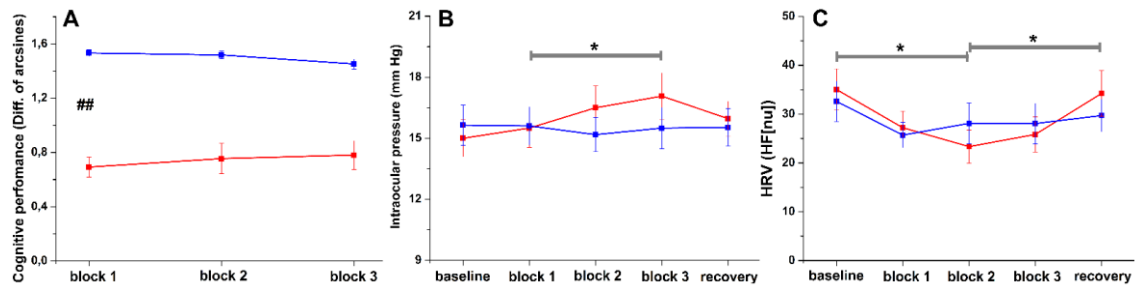 A
Cognitive perfomance (Diff. of arcsines)
1,6
1,2
0,8
0,4
0,0
##
block 1 block 2 block 3
B
Intraocular pressure (mm Hg)
21
18
15
12
9
*
baseline block 1 block 2 block 3 recovery
C
HRV (HF[nu])
50
40
30
20
10
0
* *
baseline block 1 block 2 block 3 recovery